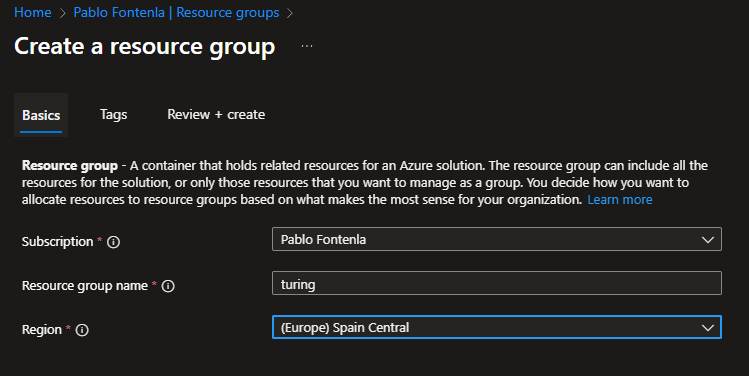 Home > Pablo Fontenla | Resource groups >
Create a resource group ...
Basics Tags Review + create
Resource group - A container that holds related resources for an Azure solution. The resource group can include all the
resources for the solution, or only those resources that you want to manage as a group. You decide how you want to
allocate resources to resource groups based on what makes the most sense for your organization. Learn more
Subscription * Pablo Fontenla
Resource group name * turing
Region * (Europe) Spain Central